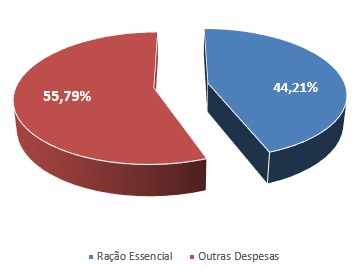 55,79%
44,21%
Ração Essencial
Outras Despesas